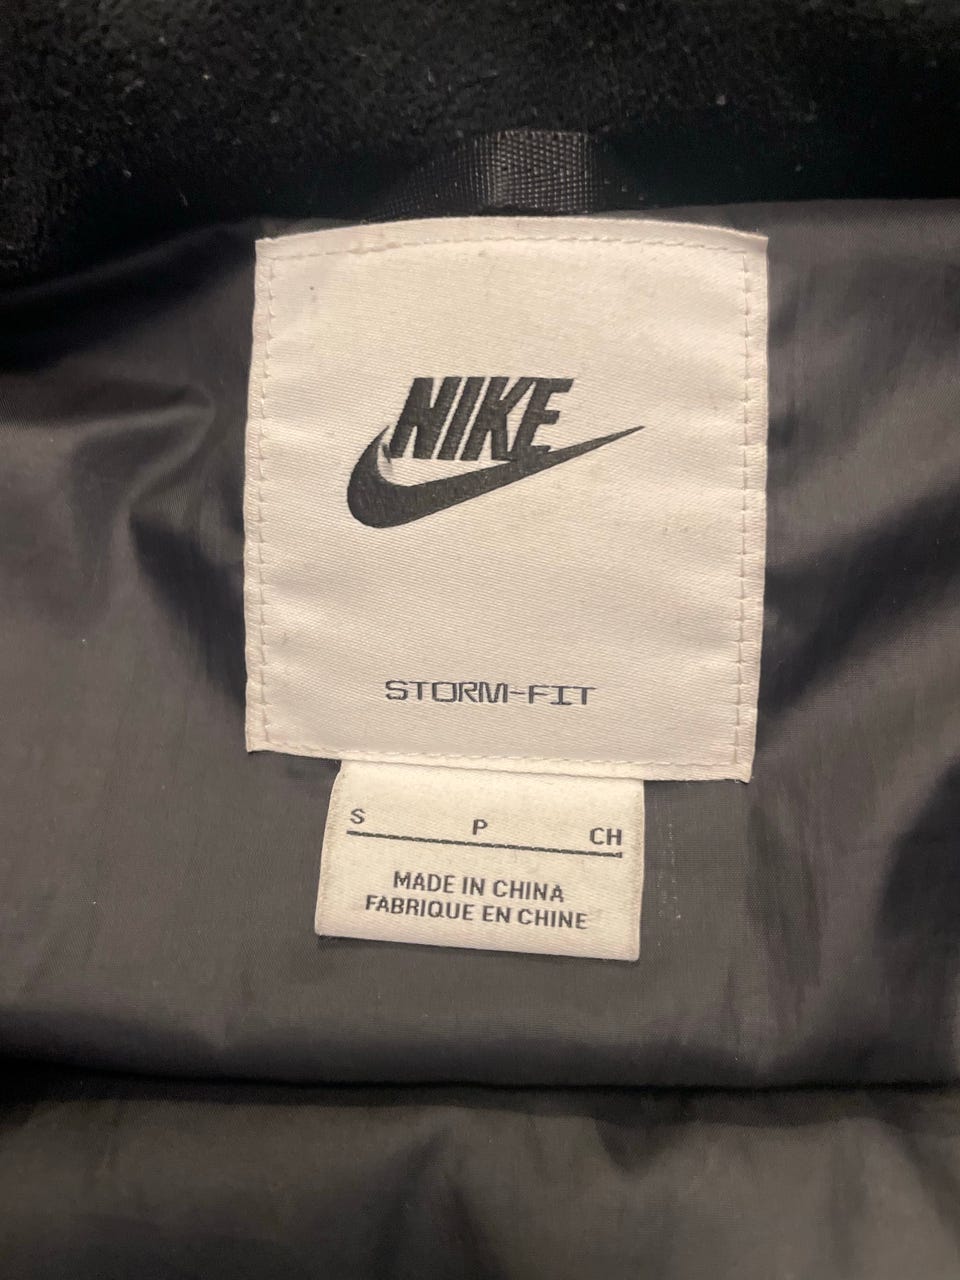 NIKE
STORM-FIT
S P CH
MADE IN CHINA
FABRIQUE EN CHINE